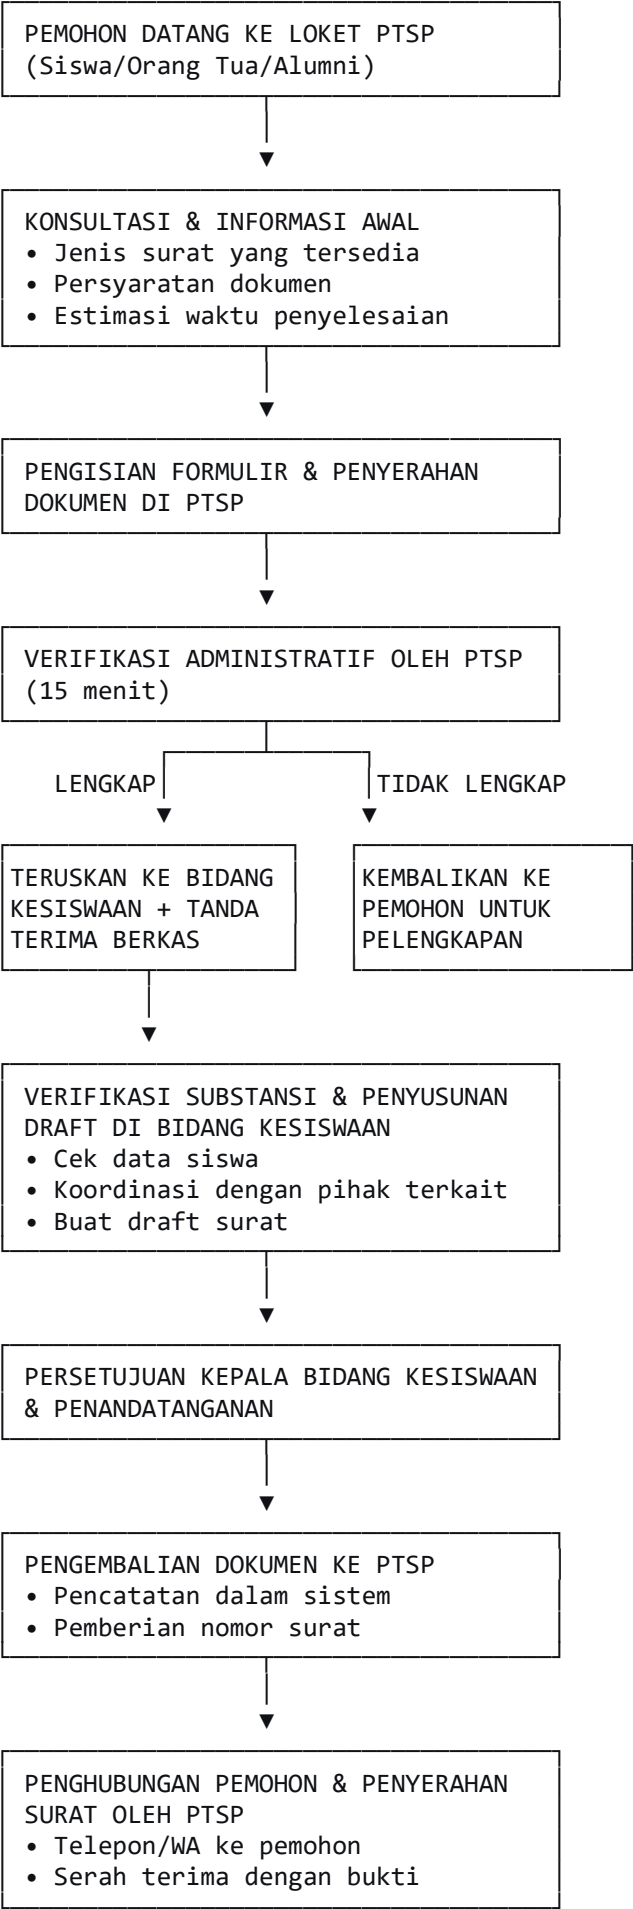 PEMOHON DATANG KE LOKET PTSP
(Siswa/Orang Tua/Alumni)
KONSULTASI & INFORMASI AWAL
• Jenis surat yang tersedia
• Persyaratan dokumen
• Estimasi waktu penyelesaian
PENGISIAN FORMULIR & PENYERAHAN
DOKUMEN DI PTSP
VERIFIKASI ADMINISTRATIF OLEH PTSP
(15 menit)
LENGKAP
TIDAK LENGKAP
TERUSKAN KE BIDANG
KESISWAAN + TANDA
TERIMA BERKAS
KEMBALIKAN KE
PEMOHON UNTUK
PELENGKAPAN
VERIFIKASI SUBSTANSI & PENYUSUNAN
DRAFT DI BIDANG KESISWAAN
• Cek data siswa
• Koordinasi dengan pihak terkait
• Buat draft surat
PERSETUJUAN KEPALA BIDANG KESISWAAN
& PENANDATANGANAN
PENGEMBALIAN DOKUMEN KE PTSP
• Pencatatan dalam sistem
• Pemberian nomor surat
PENGHUBUNGAN PEMOHON & PENYERAHAN
SURAT OLEH PTSP
• Telepon/WA ke pemohon
• Serah terima dengan bukti